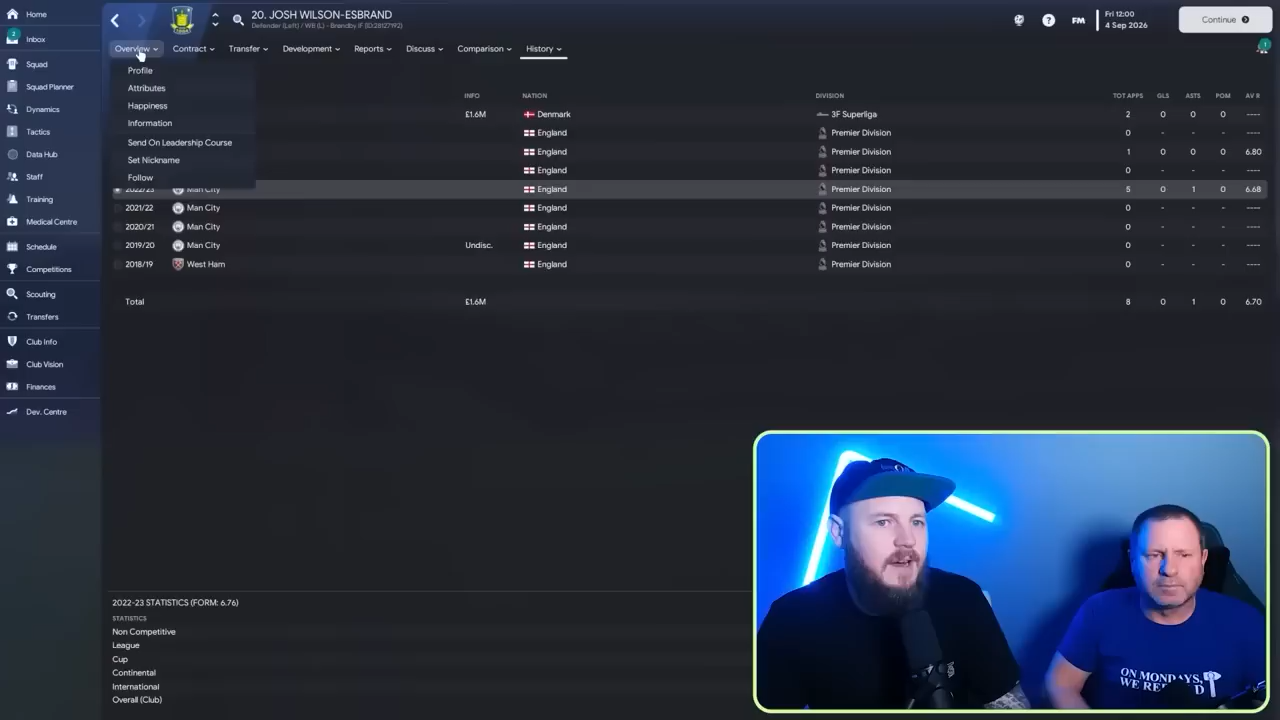 Home
20. JOSH WILSON-ESBRAND
Defender (Left) / WB (L) - Brøndby IF
Fri 12:00
4 Sep 2026
FM
Continue
2
Inbox
Squad
Squad Planner
Dynamics
Tactics
Data Hub
Staff
Training
Medical Centre
Schedule
Competitions
Scouting
Transfers
Club Info
Club Vision
Finances
Dev. Centre
Overview Contract Transfer Development Reports Discuss Comparison History
1
Profile
Attributes
Happiness
Information
Send On Leadership Course
Set Nickname
Follow
INFO NATION DIVISION TOT APPS GLS ASTS POM AV R
£1.6M Denmark 3F Superliga 2 0 0 0 ----
England Premier Division 0 - - - ----
England Premier Division 1 0 0 0 6.80
England Premier Division 0 - - - ----
2022/23 Man City England Premier Division 5 0 1 0 6.68
2021/22 Man City England Premier Division 0 - - - ----
2020/21 Man City England Premier Division 0 - - - ----
2019/20 Man City Undisc. England Premier Division 0 - - - ----
2018/19 West Ham England Premier Division 0 - - - ----
Total £1.6M 8 0 1 0 6.70
2022-23 STATISTICS (FORM: 6.76)
STATISTICS
Non Competitive
League
Cup
Continental
International
Overall (Club)
ON MONDAYS,
WE